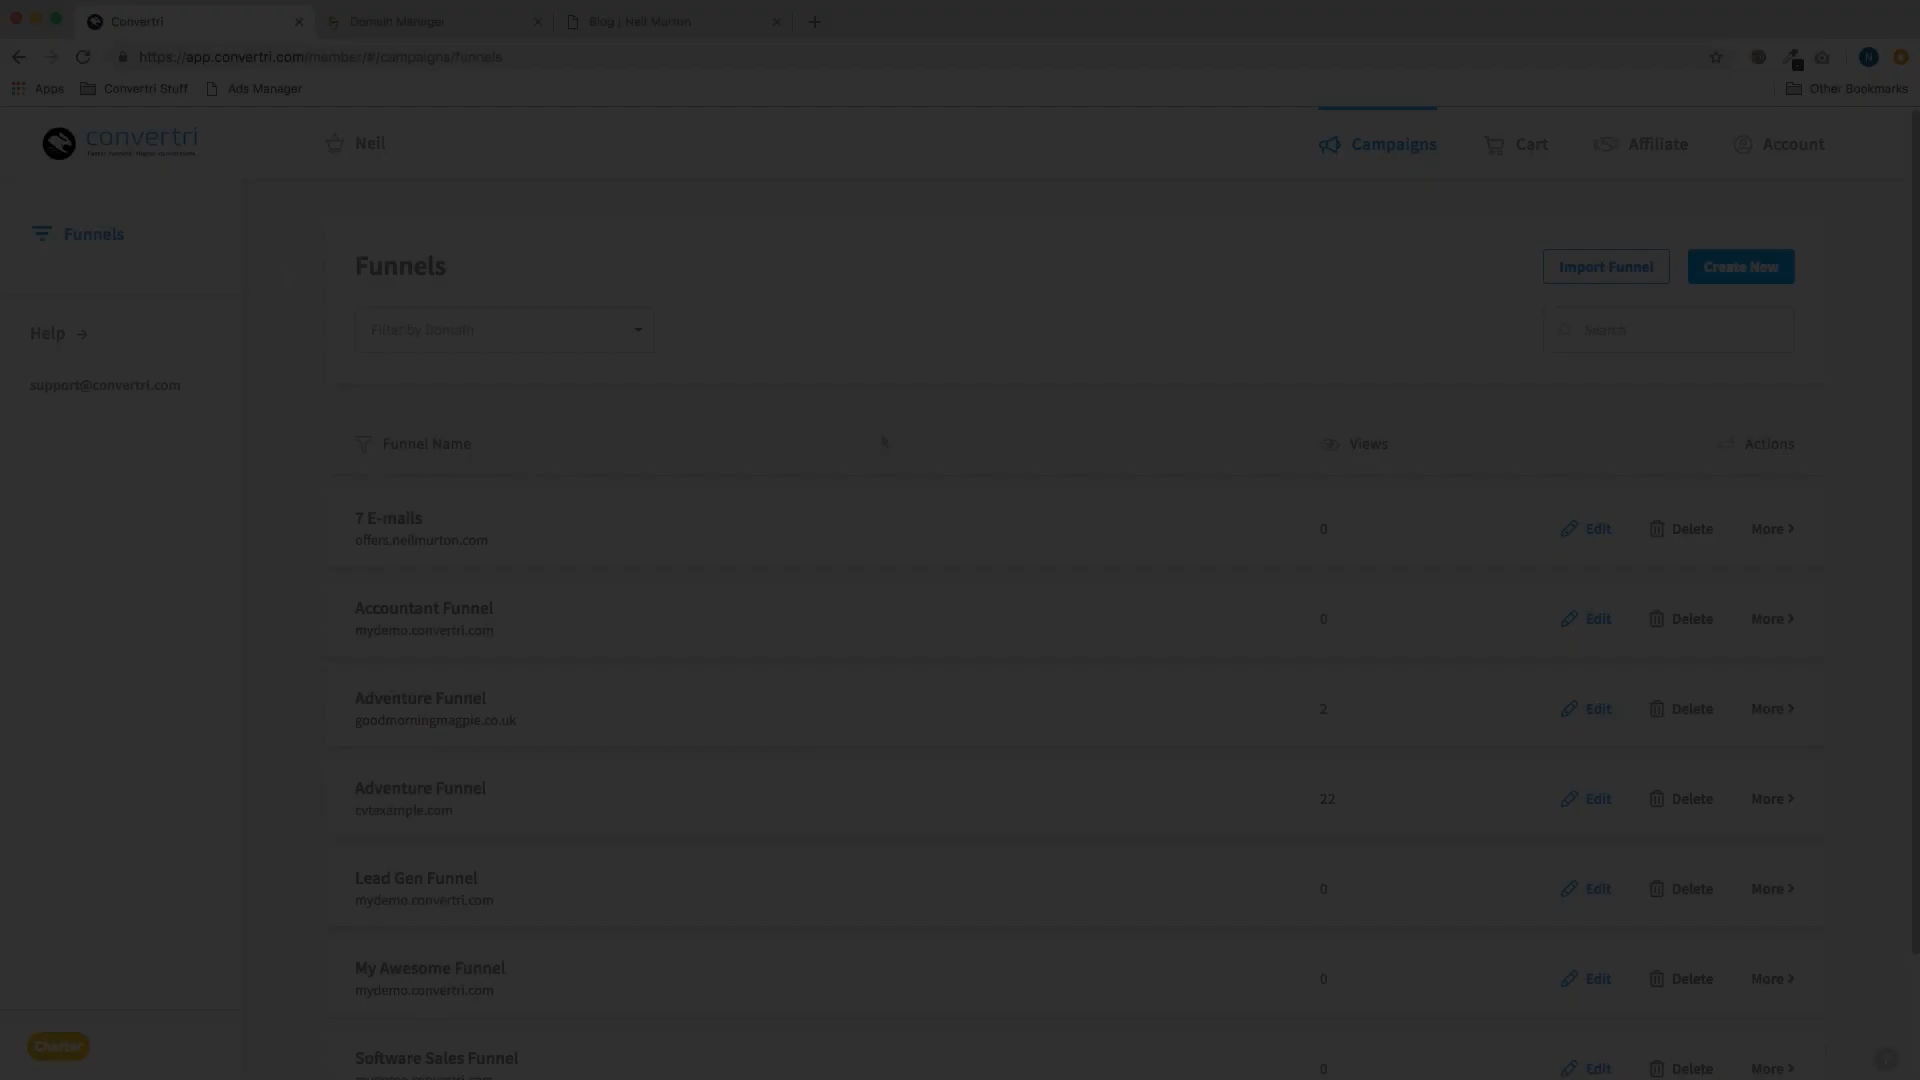 Convertri
Domain Manager
Blog | Neil Murton
https://app.convertri.com/member/#/campaigns/funnels
Apps
Convertri Stuff
Ads Manager
Other Bookmarks
convertri
Neil
Campaigns
Cart
Affiliate
Account
Funnels
Help →
support@convertri.com
Funnels
Import Funnel
Create New
Filter by Domain
Search
Funnel Name
Views
Actions
7 E-mails
offers.neilmurton.com
0
Edit
Delete
More >
Accountant Funnel
mydemo.convertri.com
0
Edit
Delete
More >
Adventure Funnel
goodmorningmagpie.co.uk
2
Edit
Delete
More >
Adventure Funnel
cvtexample.com
22
Edit
Delete
More >
Lead Gen Funnel
mydemo.convertri.com
0
Edit
Delete
More >
My Awesome Funnel
mydemo.convertri.com
0
Edit
Delete
More >
Software Sales Funnel
0
Edit
Delete
More >
Charter